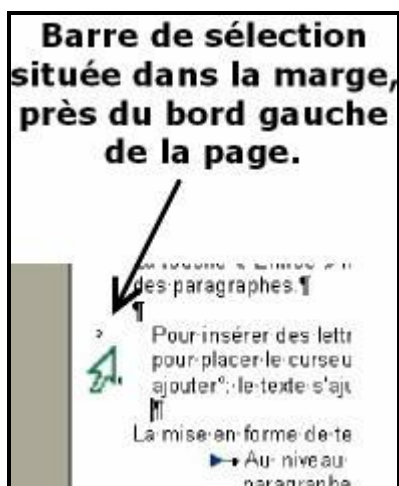 Barre de sélection
située dans la marge,
près du bord gauche
de la page.
des·paragraphes.¶
¶
Pour·insérer·des·lettr
pour·placer·le·curseu
ajouter°;·le·texte·s'aju
¶
La·mise·en·forme·de·te
Au·niveau·
paragraphe